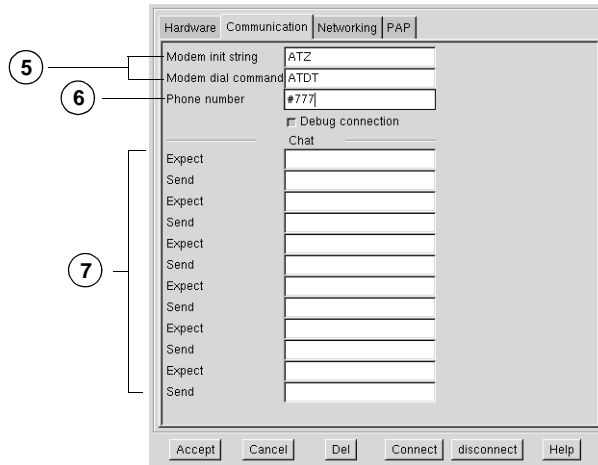 Hardware Communication Networking PAP
5
Modem init string ATZ
Modem dial command ATDT
6
Phone number #777
Debug connection
Chat
Expect
Send
Expect
Send
Expect
7
Send
Expect
Send
Expect
Send
Expect
Send
Accept Cancel Del Connect disconnect Help